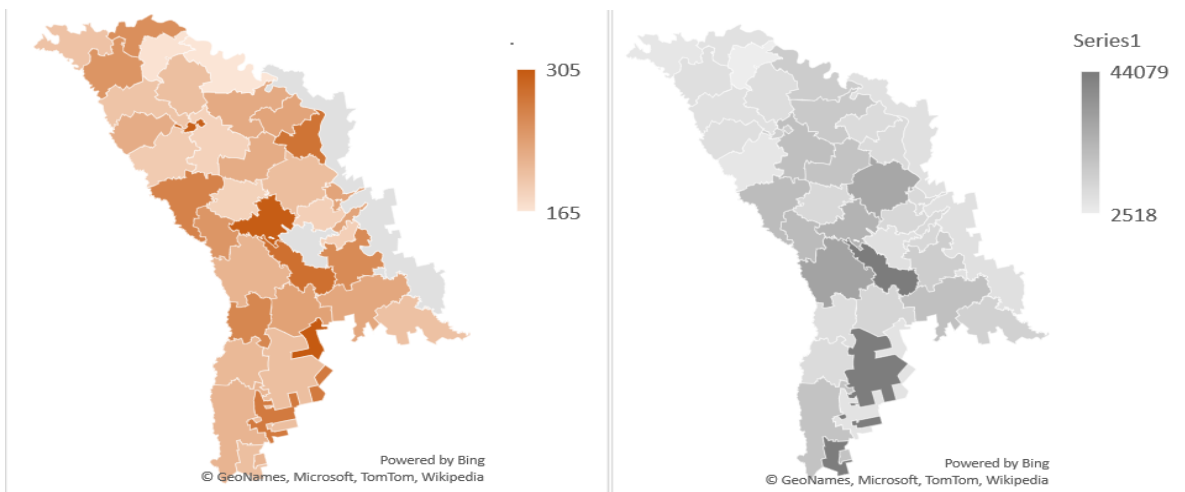 305
165
Powered by Bing
© GeoNames, Microsoft, TomTom, Wikipedia
Series1
44079
2518
Powered by Bing
© GeoNames, Microsoft, TomTom, Wikipedia